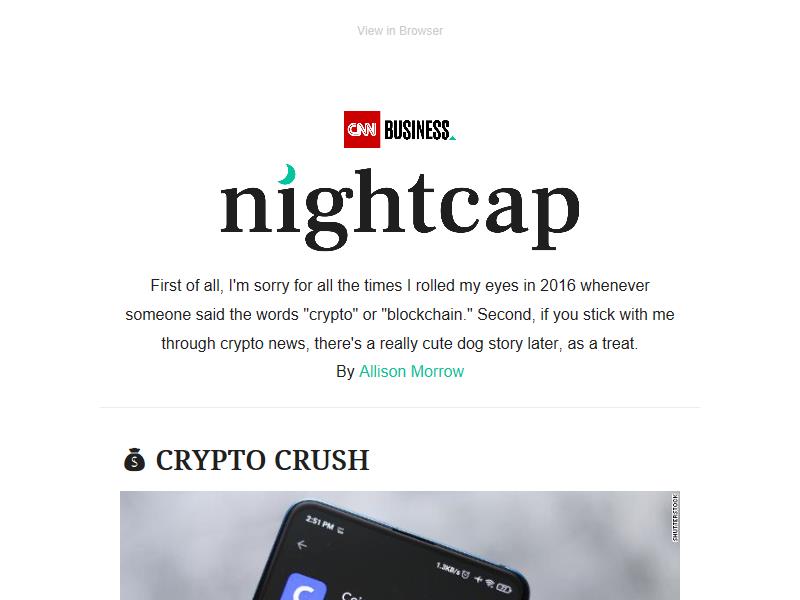 View in Browser
CNN BUSINESS
nightcap
First of all, I'm sorry for all the times I rolled my eyes in 2016 whenever
someone said the words "crypto" or "blockchain." Second, if you stick with me
through crypto news, there's a really cute dog story later, as a treat.
By Allison Morrow
CRYPTO CRUSH
SHUTTERSTOCK
2:51 PM
1.3KB/s